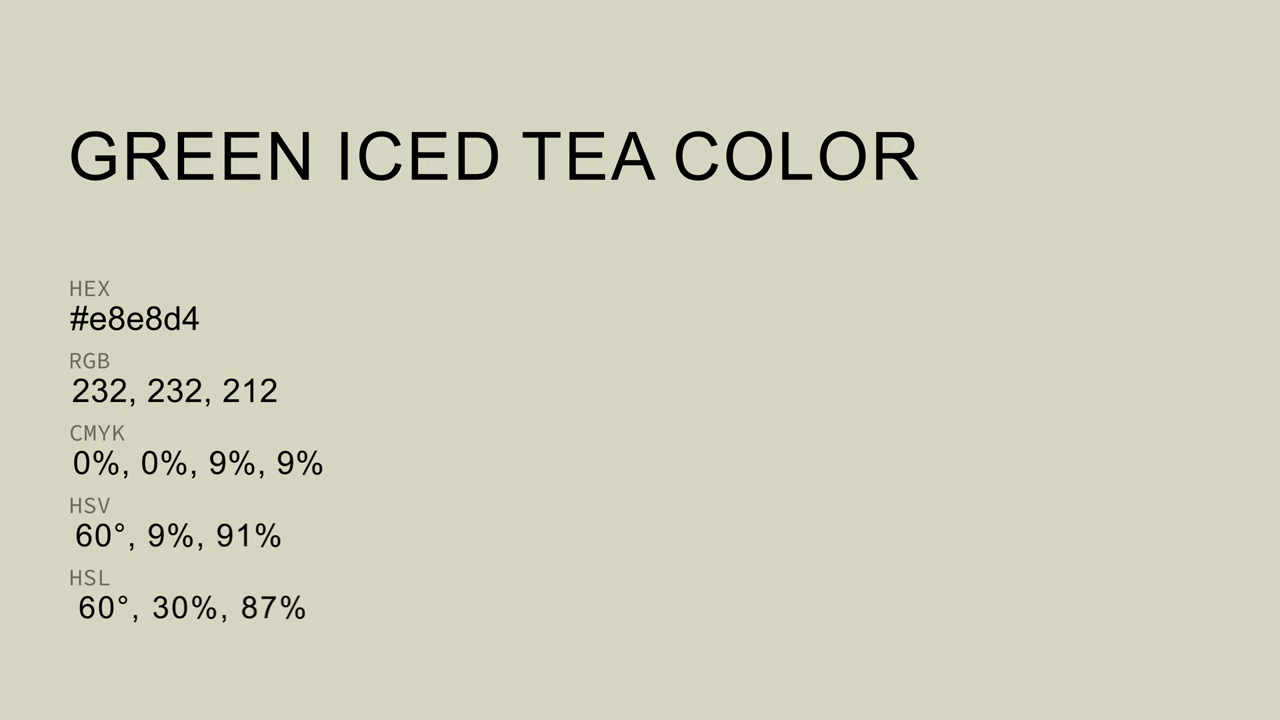 GREEN ICED TEA COLOR
HEX
#e8e8d4
RGB
232, 232, 212
CMYK
0%, 0%, 9%, 9%
HSV
60°, 9%, 91%
HSL
60°, 30%, 87%